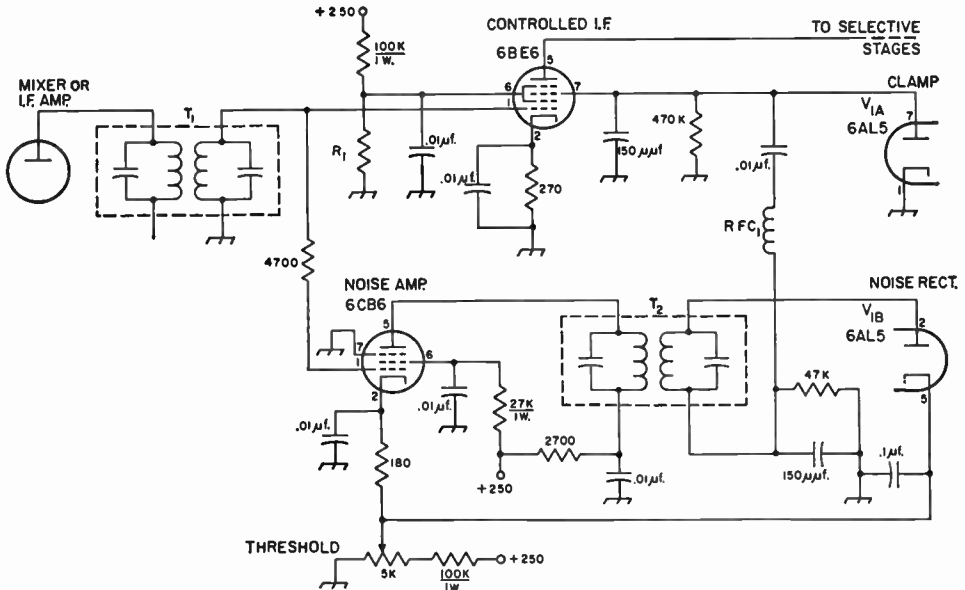 +250
CONTROLLED I.F.
6BE6
TO SELECTIVE
STAGES
100K
1W.
MIXER OR
I.F. AMP.
T1
5
6
1
7
2
CLAMP
V1A
6AL5
7
1
R1
.01µf.
.01µf.
270
150µµf.
470K
.01µf.
RFC1
4700
NOISE AMP.
6CB6
5
7
1
6
2
T2
NOISE RECT.
V1B
6AL5
2
5
.01µf.
.01µf.
27K
1W.
180
2700
+250
.01µf.
47K
150µµf.
.1µf.
THRESHOLD
5K
100K
1W
+250